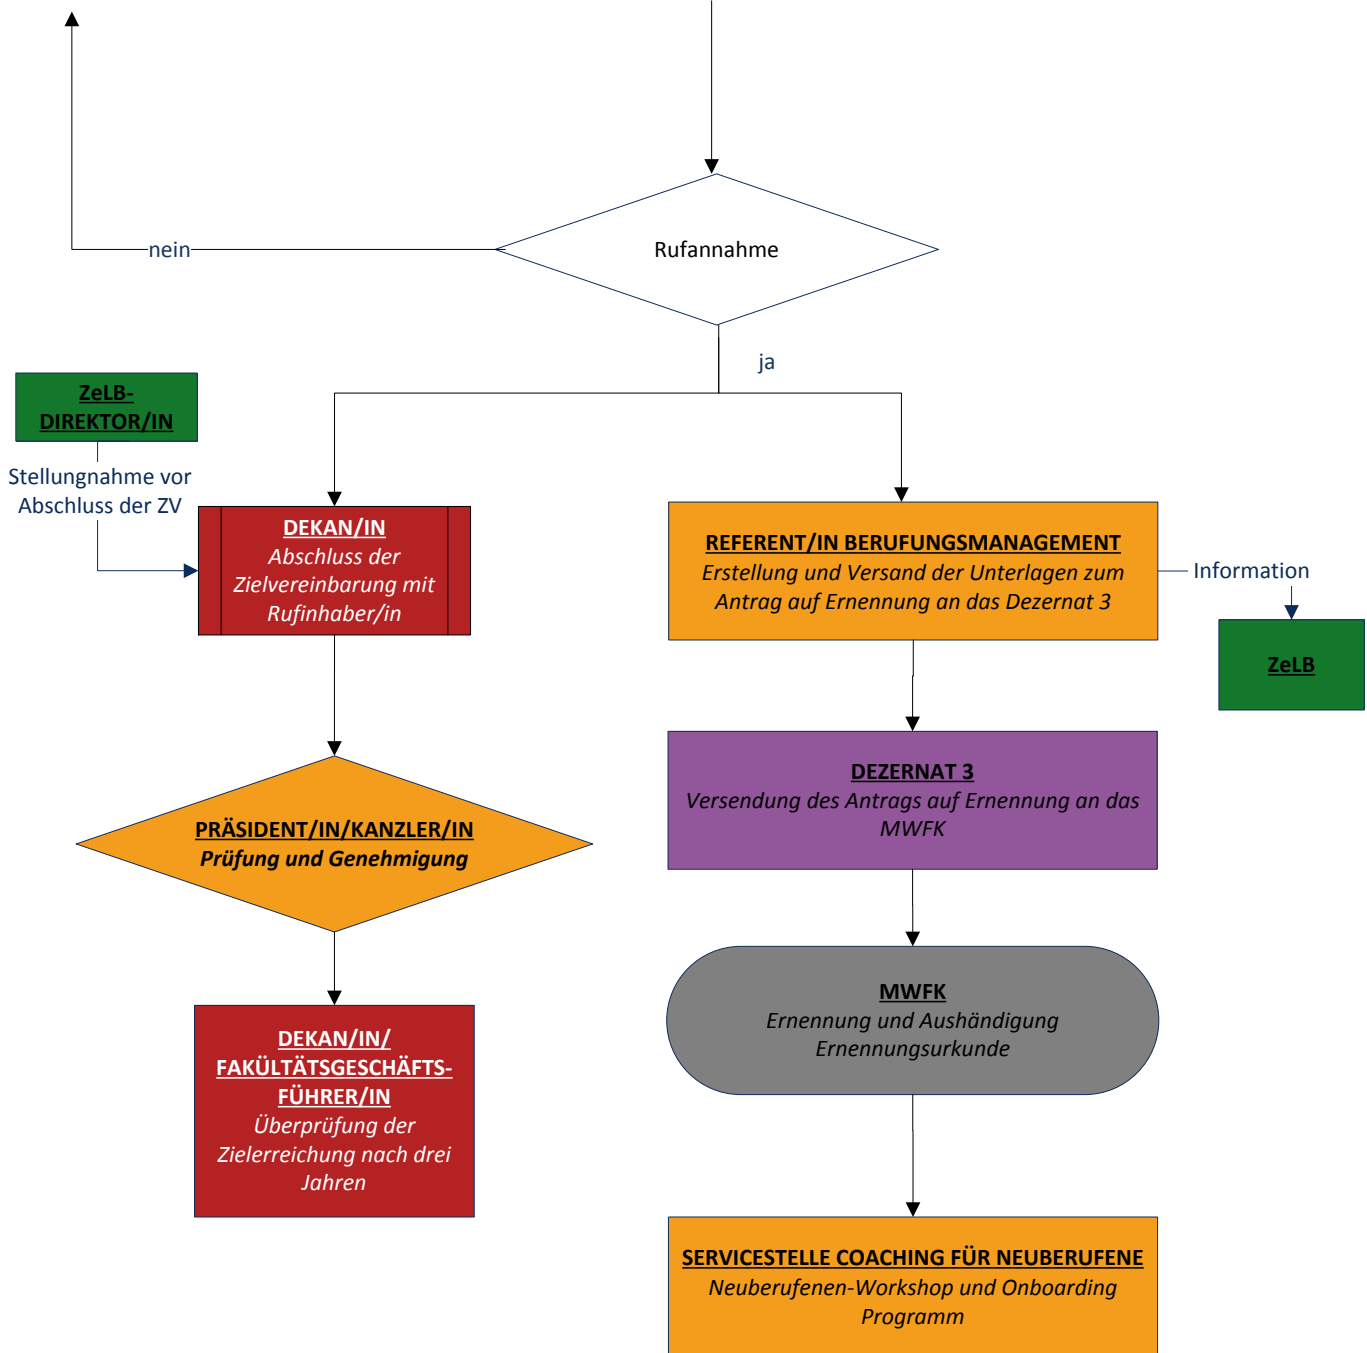 Rufannahme
nein
ja
ZeLB-
DIREKTOR/IN
Stellungnahme vor
Abschluss der ZV
DEKAN/IN
Abschluss der
Zielvereinbarung mit
Rufinhaber/in
REFERENT/IN BERUFUNGSMANAGEMENT
Erstellung und Versand der Unterlagen zum
Antrag auf Ernennung an das Dezernat 3
Information
ZeLB
PRÄSIDENT/IN/KANZLER/IN
Prüfung und Genehmigung
DEZERNAT 3
Versendung des Antrags auf Ernennung an das
MWFK
DEKAN/IN/
FAKÜLTÄTSGESCHÄFTS-
FÜHRER/IN
Überprüfung der
Zielerreichung nach drei
Jahren
MWFK
Ernennung und Aushändigung
Ernennungsurkunde
SERVICESTELLE COACHING FÜR NEUBERUFENE
Neuberufenen-Workshop und Onboarding
Programm